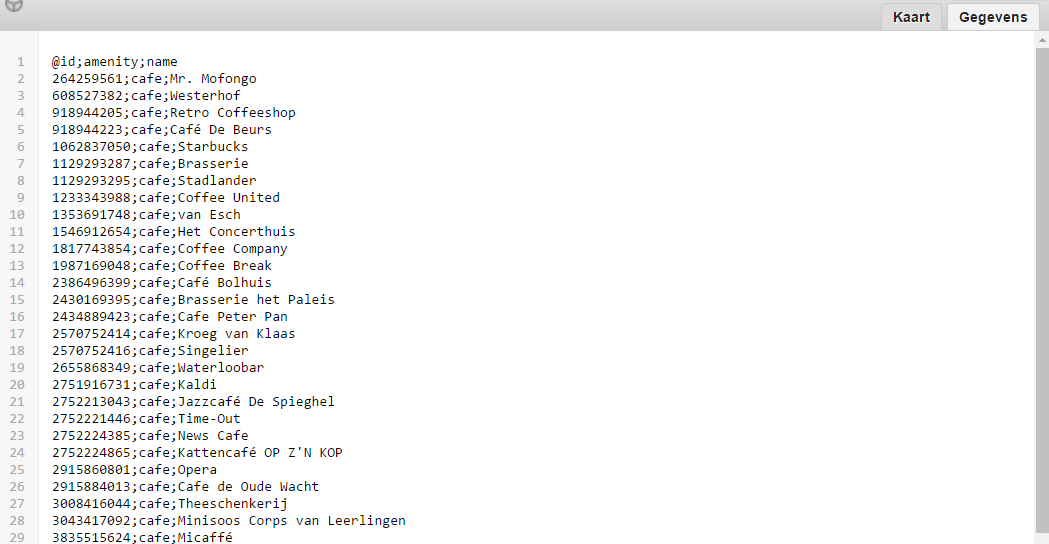 Kaart Gegevens
1 @id;amenity;name
2 264259561;cafe;Mr. Mofongo
3 608527382;cafe;Westerhof
4 918944205;cafe;Retro Coffeeshop
5 918944223;cafe;Café De Beurs
6 1062837050;cafe;Starbucks
7 1129293287;cafe;Brasserie
8 1129293295;cafe;Stadlander
9 1233343988;cafe;Coffee United
10 1353691748;cafe;van Esch
11 1546912654;cafe;Het Concerthuis
12 1817743854;cafe;Coffee Company
13 1987169048;cafe;Coffee Break
14 2386496399;cafe;Café Bolhuis
15 2430169395;cafe;Brasserie het Paleis
16 2434889423;cafe;Cafe Peter Pan
17 2570752414;cafe;Kroeg van Klaas
18 2570752416;cafe;Singelier
19 2655868349;cafe;Waterloobar
20 2751916731;cafe;Kaldi
21 2752213043;cafe;Jazzcafé De Spieghel
22 2752221446;cafe;Time-Out
23 2752224385;cafe;News Cafe
24 2752224865;cafe;Kattencafé OP Z'N KOP
25 2915860801;cafe;Opera
26 2915884013;cafe;Cafe de Oude Wacht
27 3008416044;cafe;Theeschenkerij
28 3043417092;cafe;Minisoos Corps van Leerlingen
29 3835515624;cafe;Micaffé